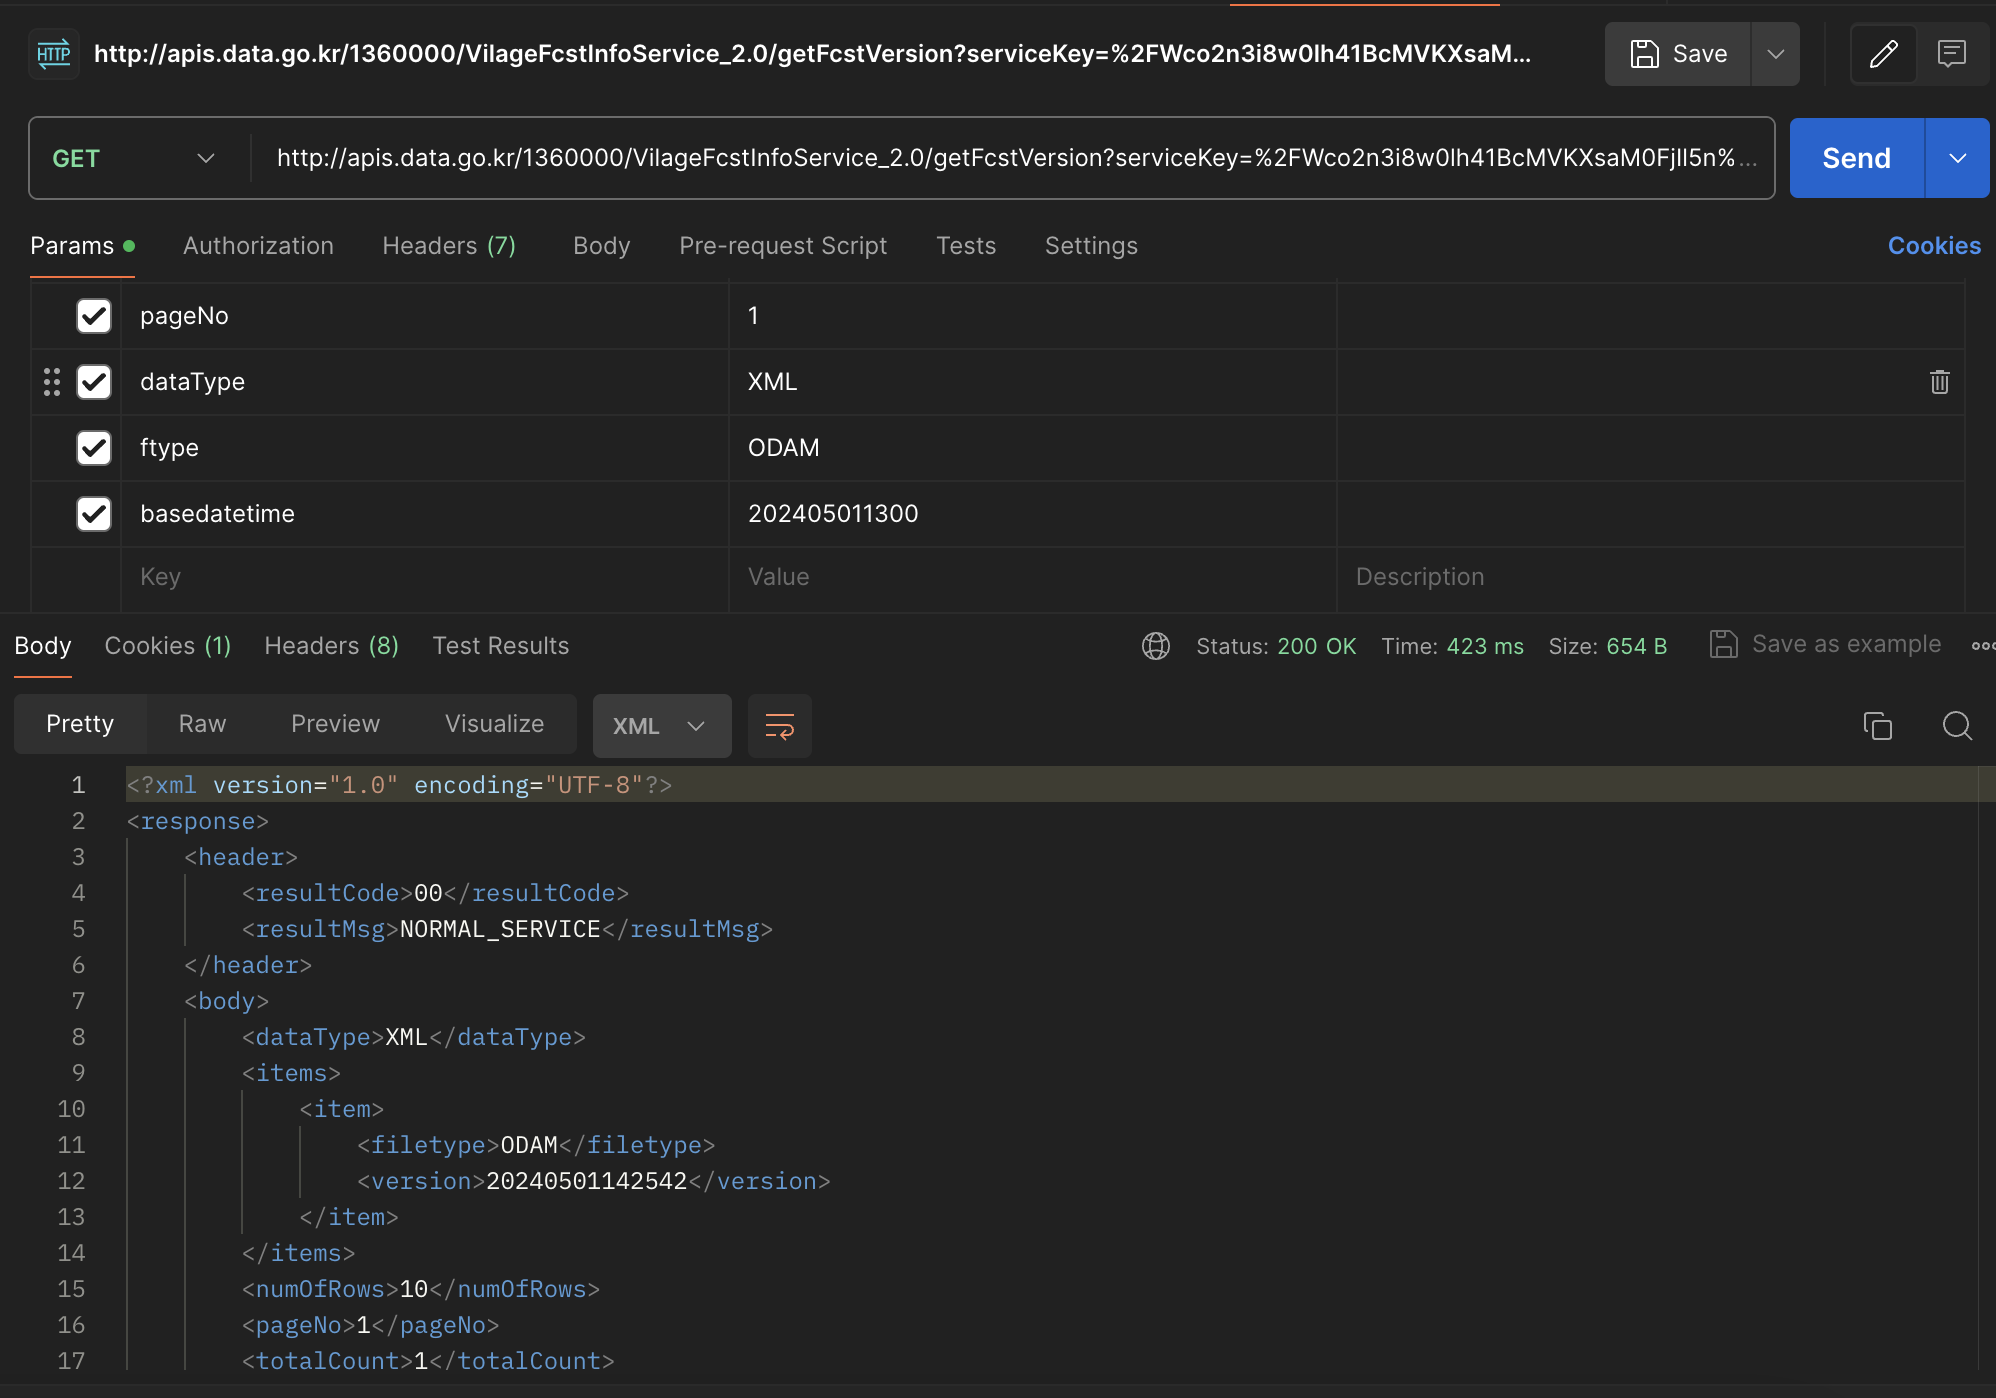 HTTP http://apis.data.go.kr/1360000/VilageFcstInfoService_2.0/getFcstVersion?serviceKey=%2FWco2n3i8w0lh41BcMVKXsaM... Save
GET http://apis.data.go.kr/1360000/VilageFcstInfoService_2.0/getFcstVersion?serviceKey=%2FWco2n3i8w0lh41BcMVKXsaM0FjlI5n%... Send
Params Authorization Headers (7) Body Pre-request Script Tests Settings Cookies
pageNo 1
dataType XML
ftype ODAM
basedatetime 202405011300
Key Value Description
Body Cookies (1) Headers (8) Test Results Status: 200 OK Time: 423 ms Size: 654 B Save as example
Pretty Raw Preview Visualize XML
1 <?xml version="1.0" encoding="UTF-8"?>
2 <response>
3 <header>
4 <resultCode>00</resultCode>
5 <resultMsg>NORMAL_SERVICE</resultMsg>
6 </header>
7 <body>
8 <dataType>XML</dataType>
9 <items>
10 <item>
11 <filetype>ODAM</filetype>
12 <version>20240501142542</version>
13 </item>
14 </items>
15 <numOfRows>10</numOfRows>
16 <pageNo>1</pageNo>
17 <totalCount>1</totalCount>